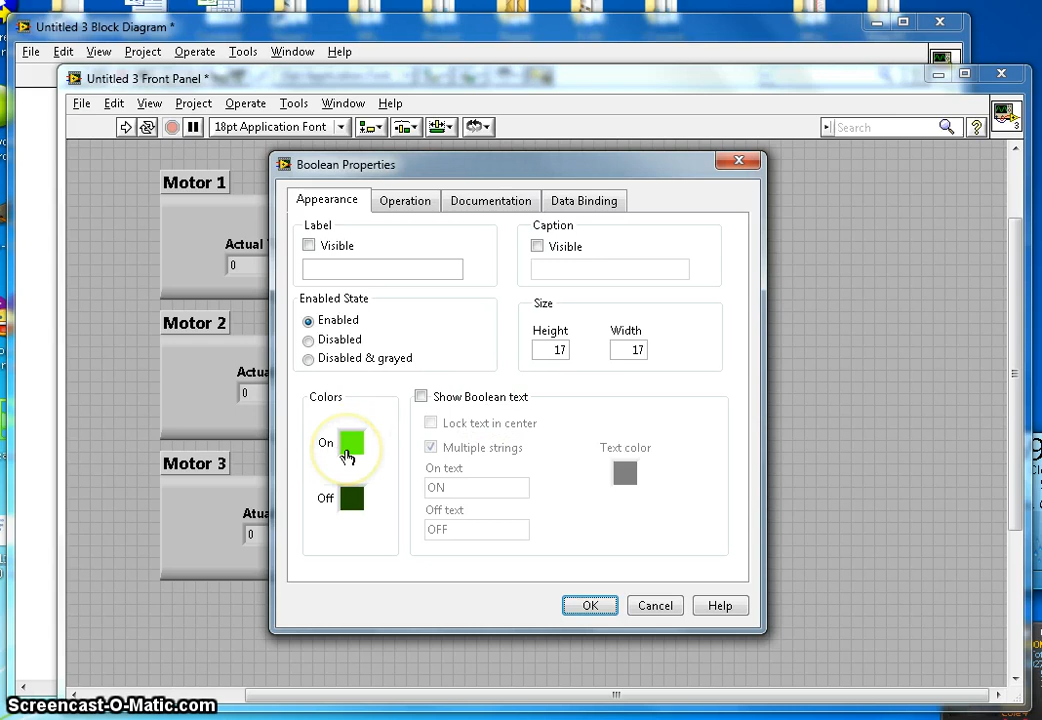 Untitled 3 Block Diagram *
File Edit View Project Operate Tools Window Help
Untitled 3 Front Panel *
File Edit View Project Operate Tools Window Help
18pt Application Font
Search
3
Boolean Properties
Appearance Operation Documentation Data Binding
Label
Visible
Caption
Visible
Enabled State
Enabled
Disabled
Disabled & grayed
Size
Height Width
17 17
Colors
On
Off
Show Boolean text
Lock text in center
Multiple strings
Text color
On text
ON
Off text
OFF
OK Cancel Help
Motor 1
Actual
0
Motor 2
Actua
0
Motor 3
Atua
0
Screencast-O-Matic.com